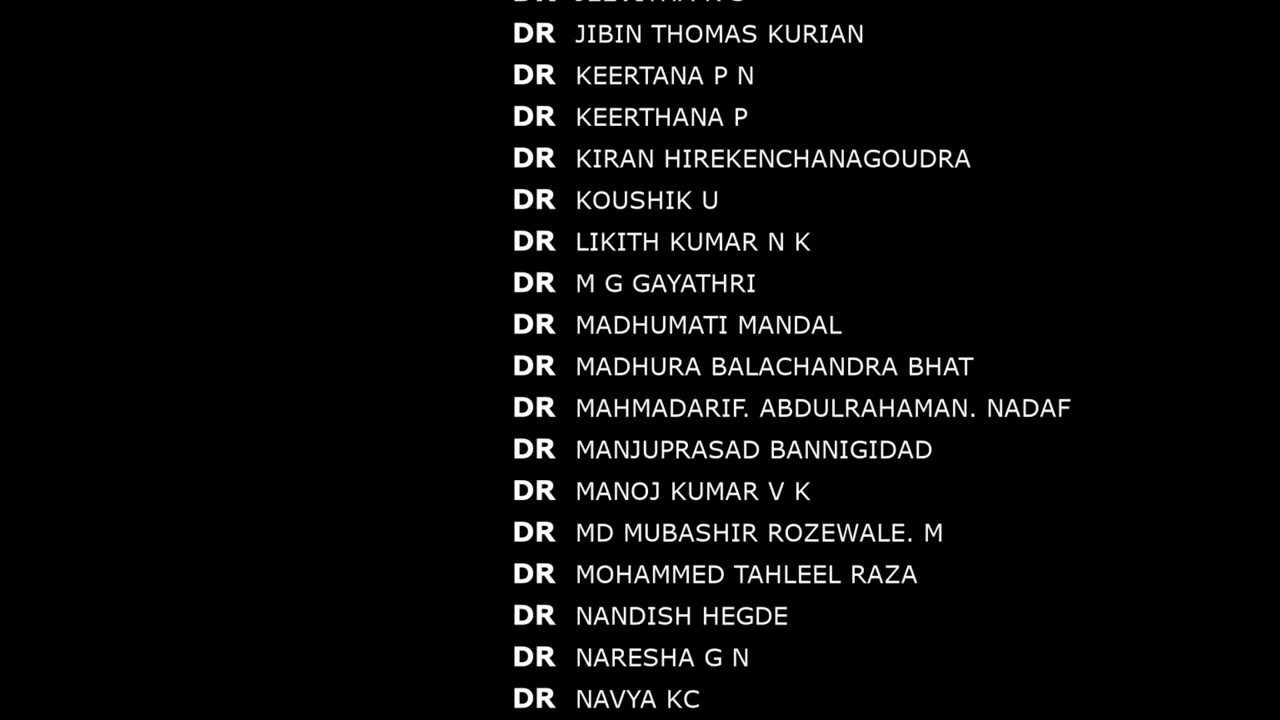 DR JIBIN THOMAS KURIAN
DR KEERTANA P N
DR KEERTHANA P
DR KIRAN HIREKENCHANAGOUDRA
DR KOUSHIK U
DR LIKITH KUMAR N K
DR M G GAYATHRI
DR MADHUMATI MANDAL
DR MADHURA BALACHANDRA BHAT
DR MAHMADARIF. ABDULRAHAMAN. NADAF
DR MANJUPRASAD BANNIGIDAD
DR MANOJ KUMAR V K
DR MD MUBASHIR ROZEWALE. M
DR MOHAMMED TAHLEEL RAZA
DR NANDISH HEGDE
DR NARESHA G N
DR NAVYA KC